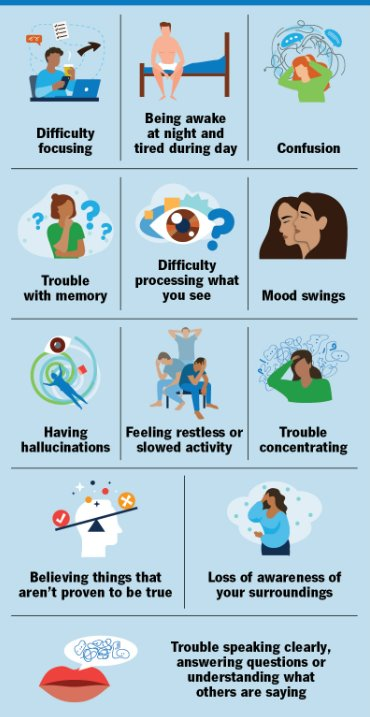 Difficulty
focusing
Being awake
at night and
tired during day
Confusion
Trouble
with memory
Difficulty
processing what
you see
Mood swings
Having
hallucinations
Feeling restless or
slowed activity
Trouble
concentrating
Believing things that
aren't proven to be true
Loss of awareness of
your surroundings
Trouble speaking clearly,
answering questions or
understanding what
others are saying